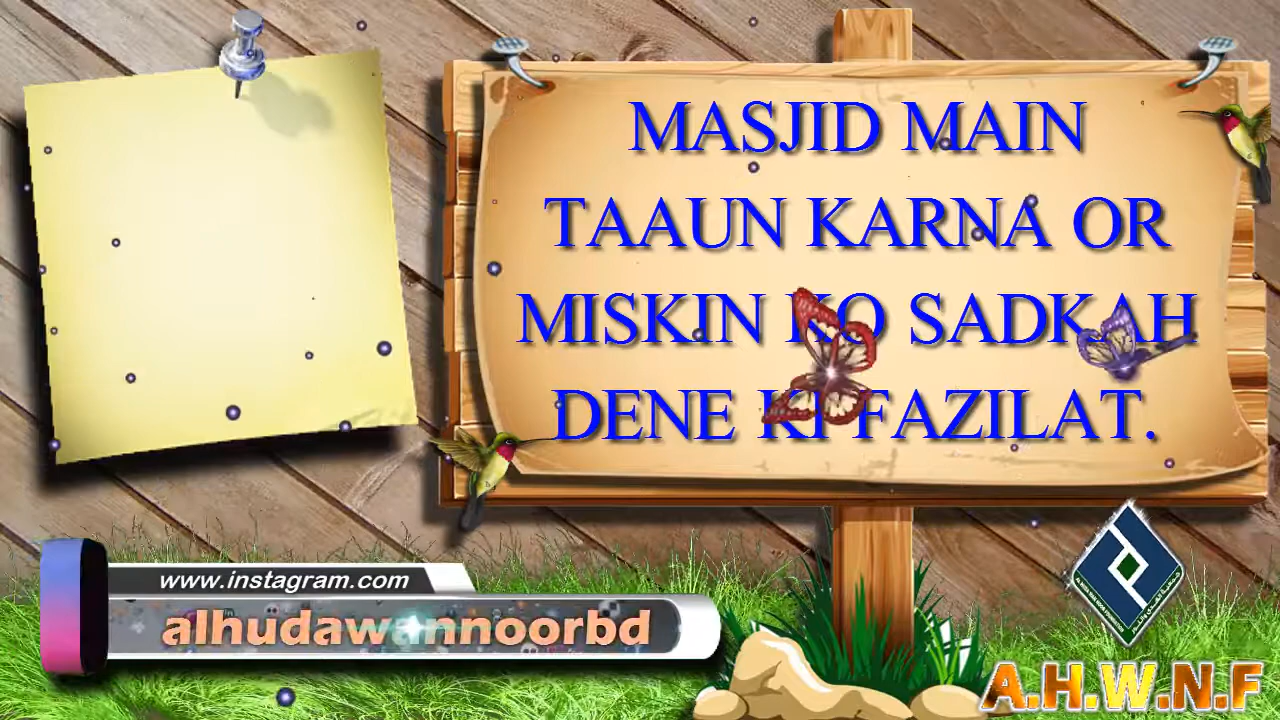 MASJID MAIN
TAAUN KARNA OR
MISKIN KO SADKAH
DENE KI FAZILAT.
www.instagram.com
alhudawannoorbd
A.H.W.N.F